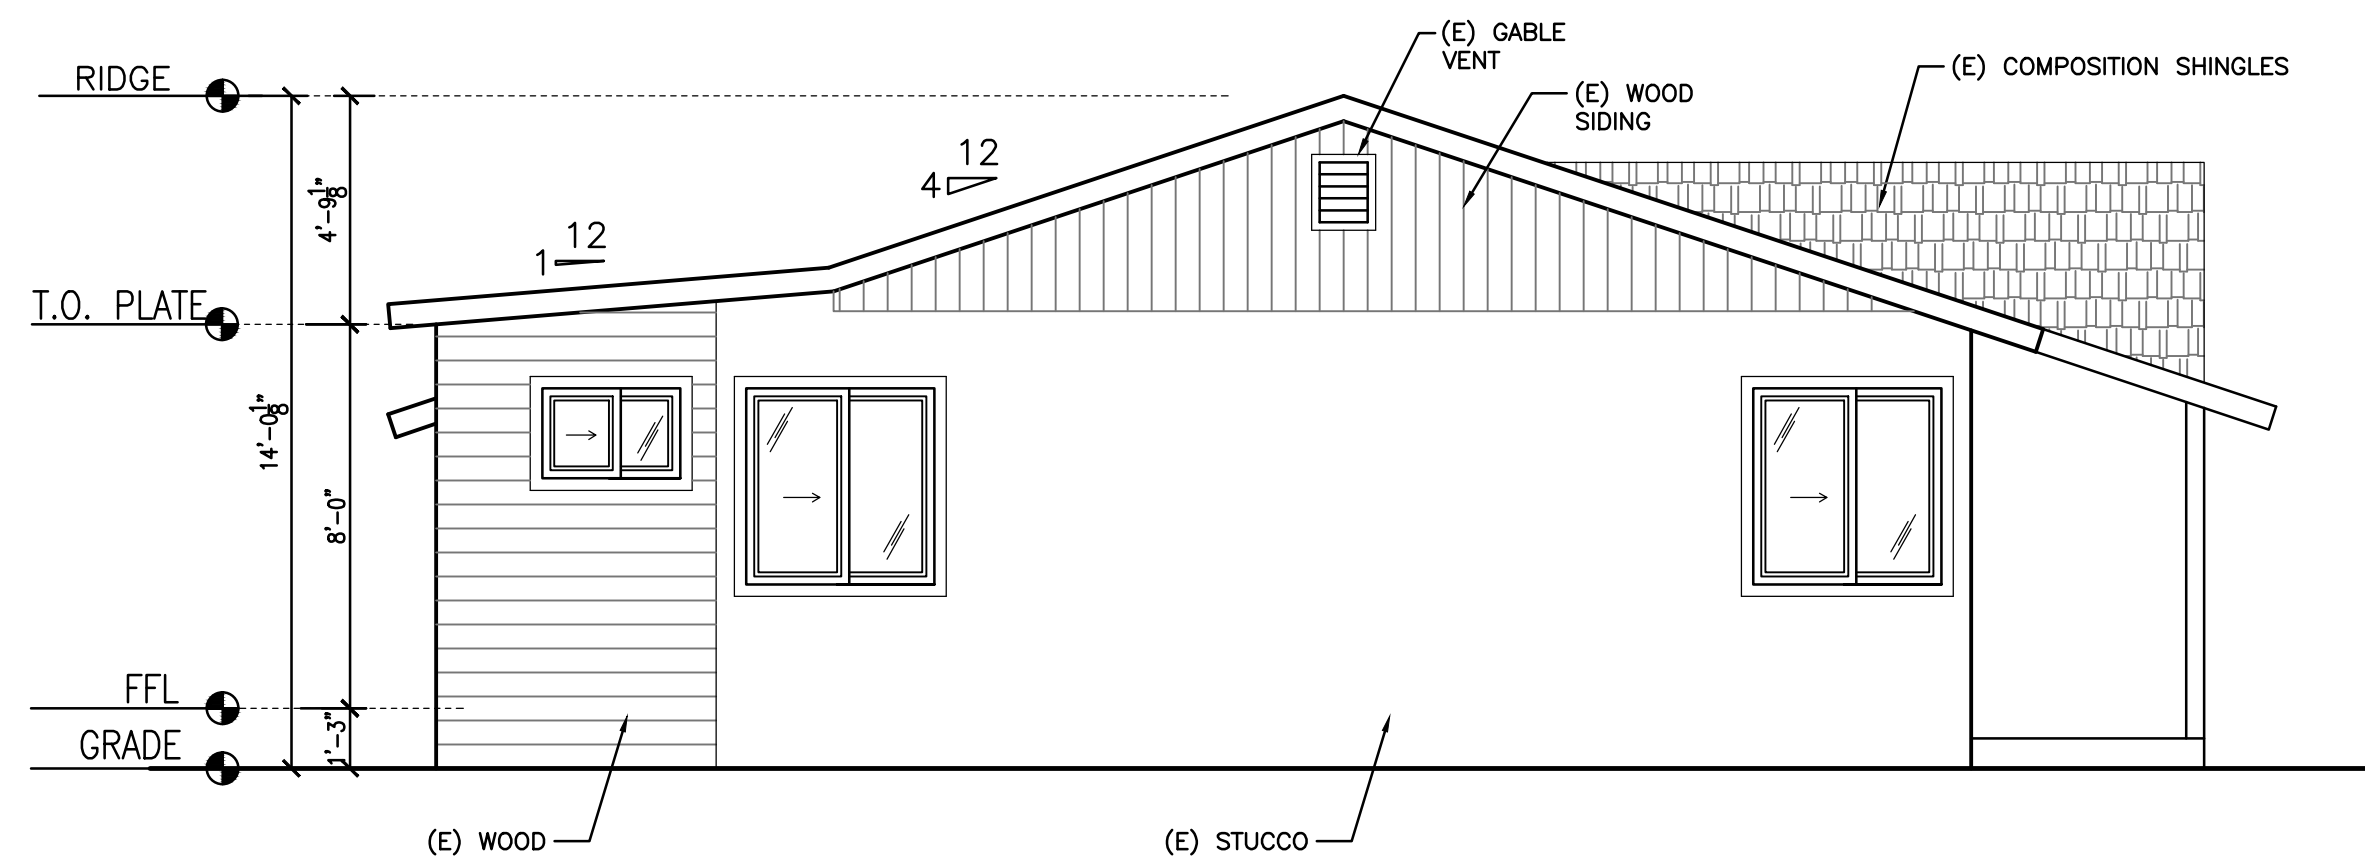 (E) GABLE
VENT
(E) COMPOSITION SHINGLES
RIDGE
(E) WOOD
SIDING
12
4
4'-9 1/8"
12
1
T.O. PLATE
14'-0 1/8"
8'-0"
FFL
1'-3"
GRADE
(E) WOOD
(E) STUCCO